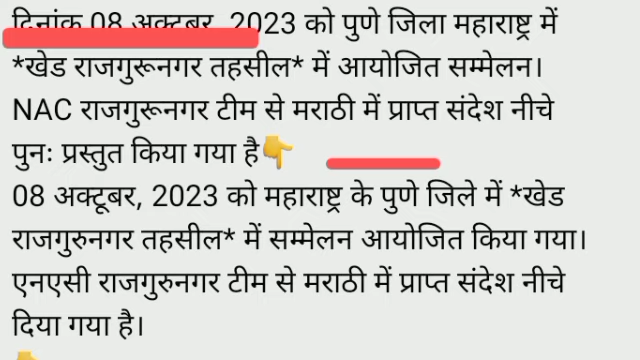 दिनांक 08 अक्टूबर, 2023 को पुणे जिला महाराष्ट्र में
*खेड राजगुरूनगर तहसील* में आयोजित सम्मेलन।
NAC राजगुरूनगर टीम से मराठी में प्राप्त संदेश नीचे
पुनः प्रस्तुत किया गया है👇
08 अक्टूबर, 2023 को महाराष्ट्र के पुणे जिले में *खेड
राजगुरुनगर तहसील* में सम्मेलन आयोजित किया गया।
एनएसी राजगुरुनगर टीम से मराठी में प्राप्त संदेश नीचे
दिया गया है।